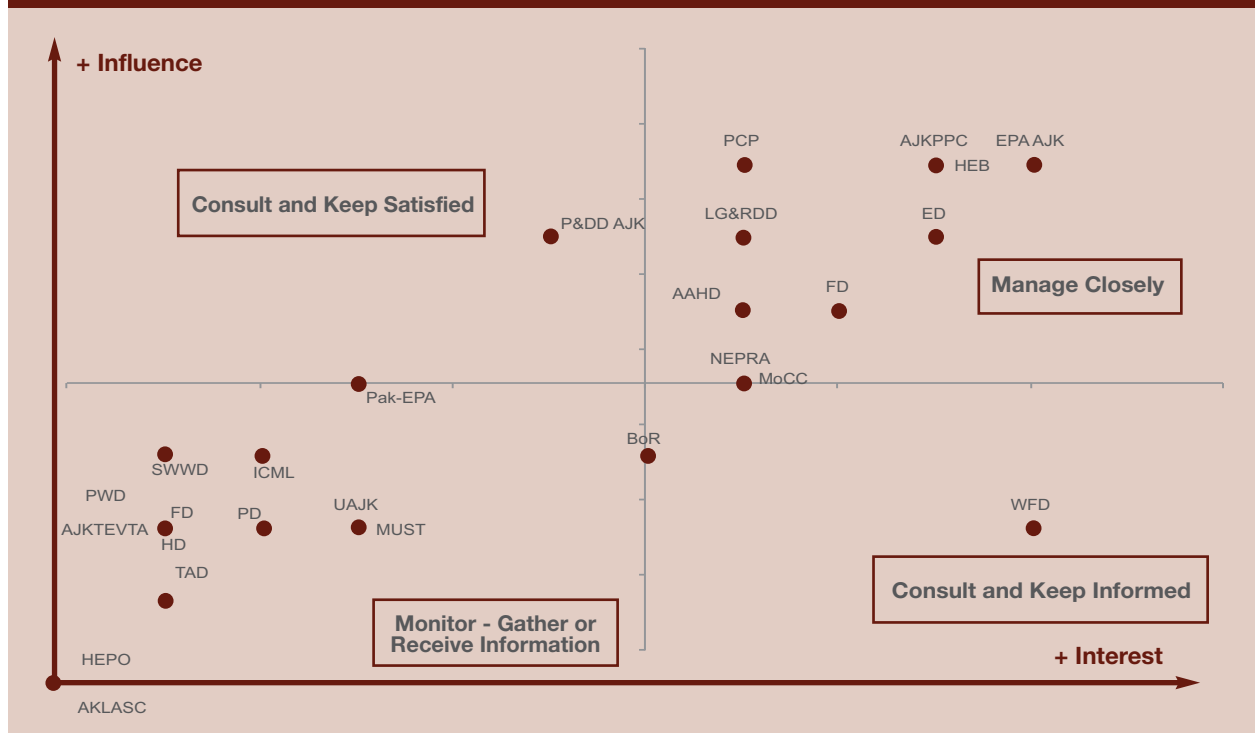 + Influence
PCP
AJKPPC
EPA AJK
HEB
Consult and Keep Satisfied
P&DD AJK
LG&RDD
ED
Manage Closely
AAHD
FD
NEPRA
MoCC
Pak-EPA
BoR
SWWD
ICML
PWD
FD
PD
UAJK
WFD
AJKTEVTA
MUST
HD
TAD
Consult and Keep Informed
Monitor - Gather or
Receive Information
HEPO
+ Interest
AKLASC